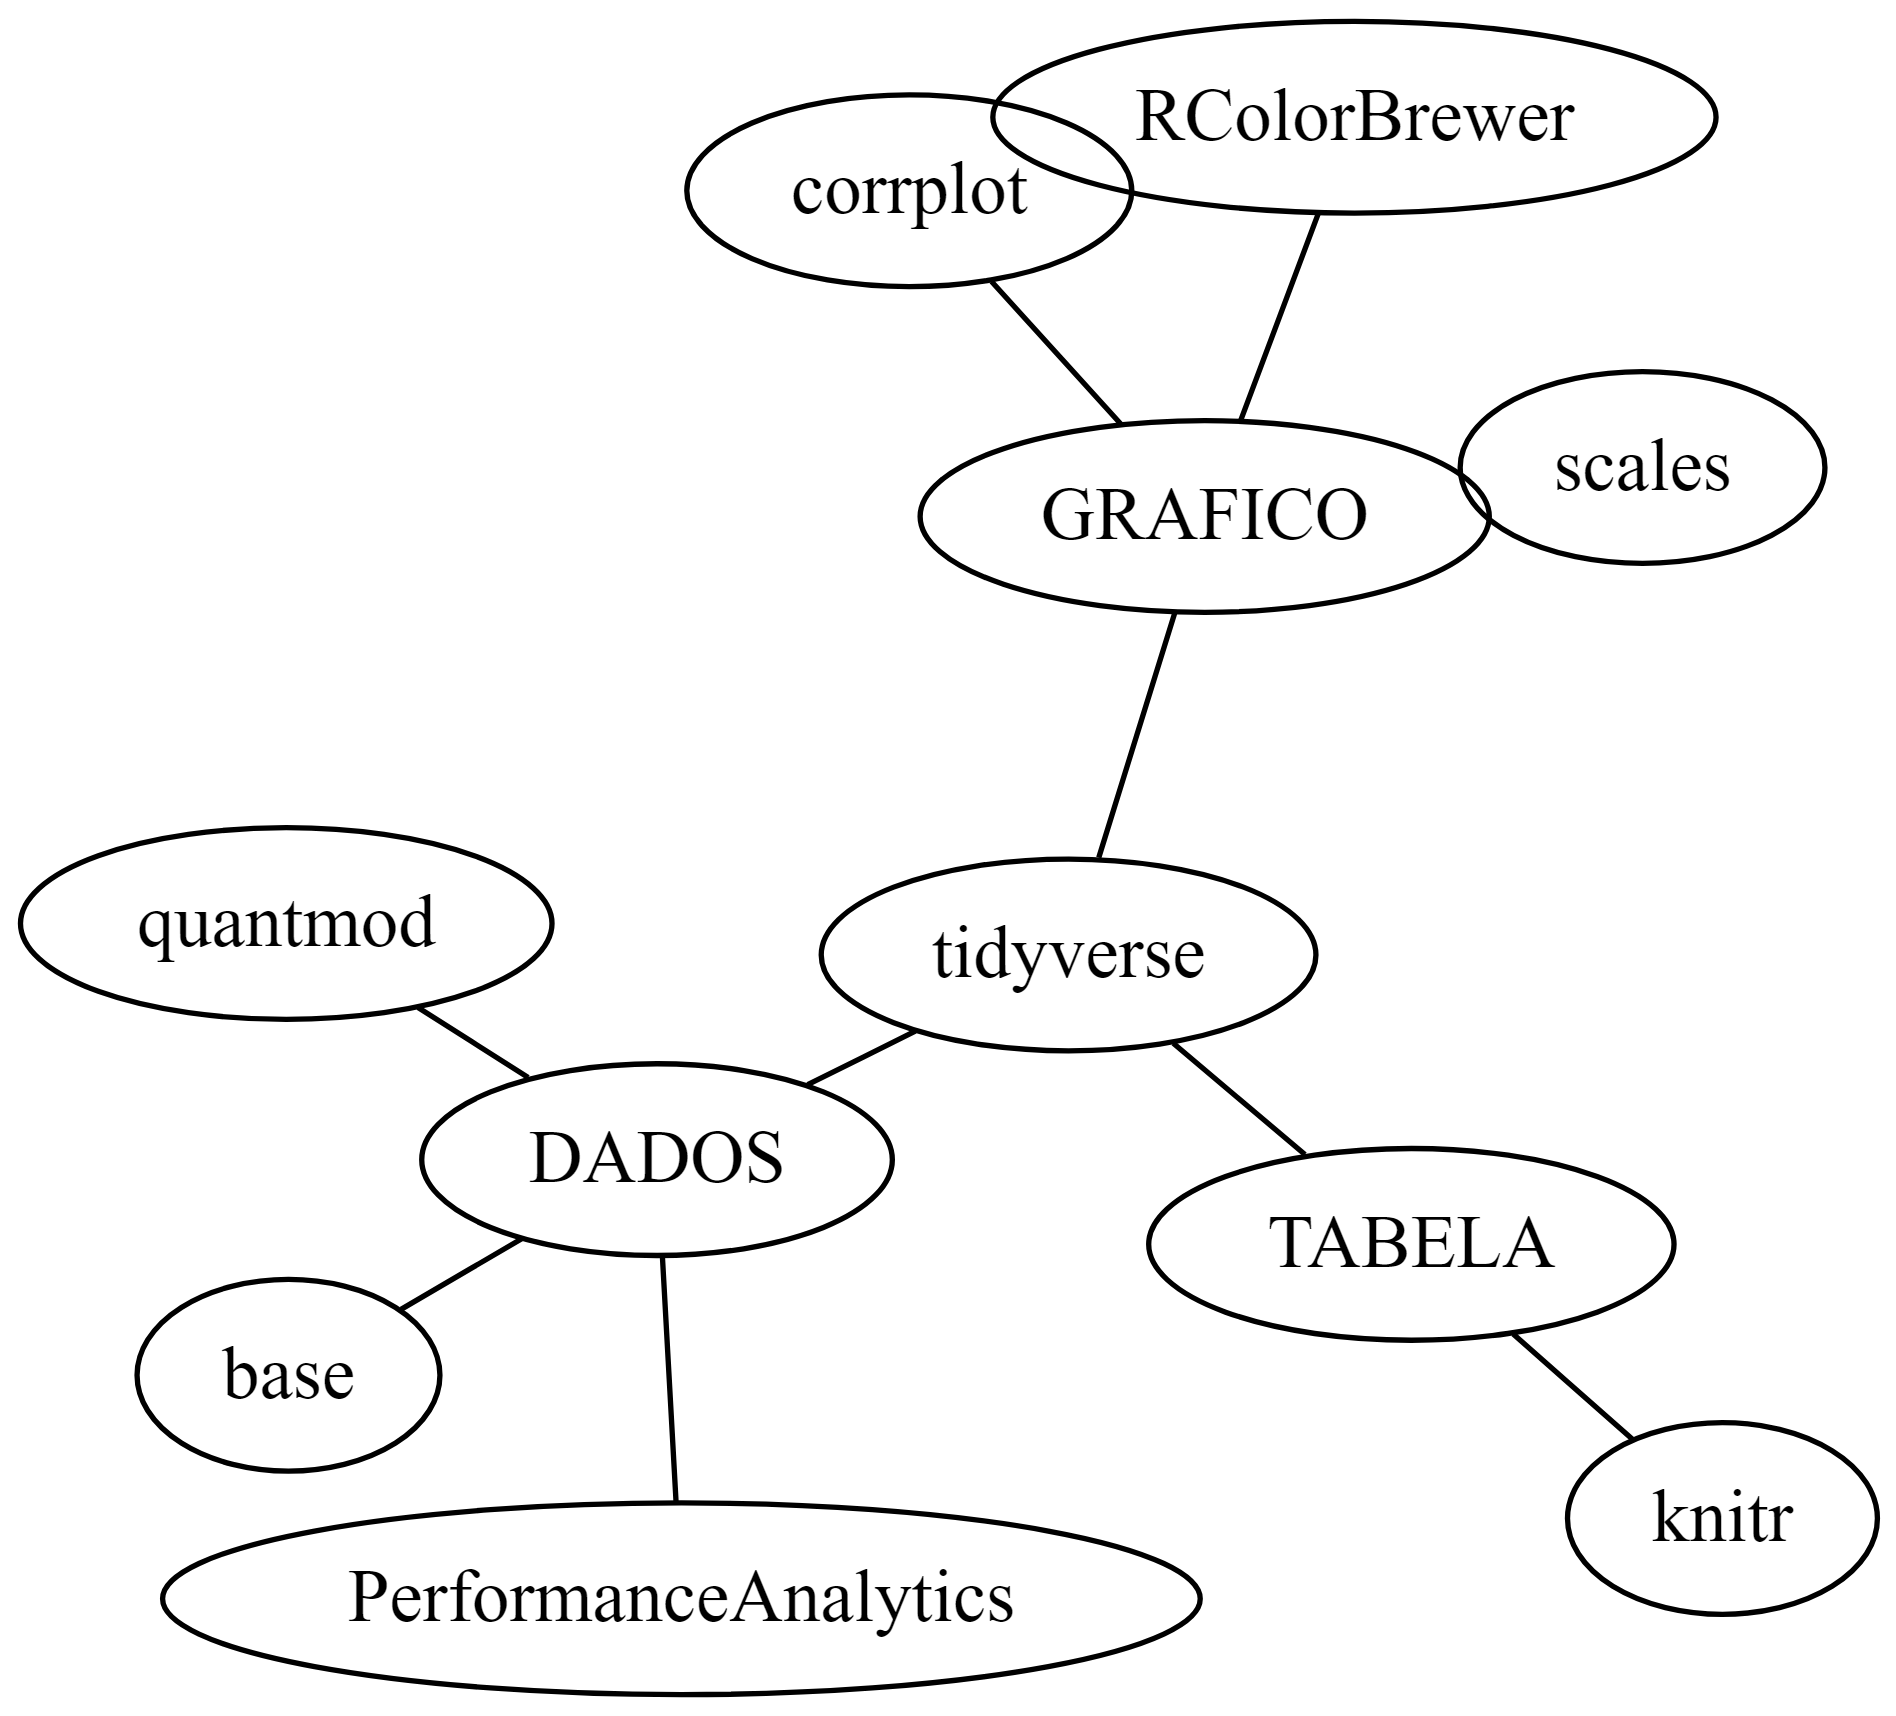 RColorBrewer
corrplot
scales
GRAFICO
quantmod
tidyverse
DADOS
TABELA
base
knitr
PerformanceAnalytics